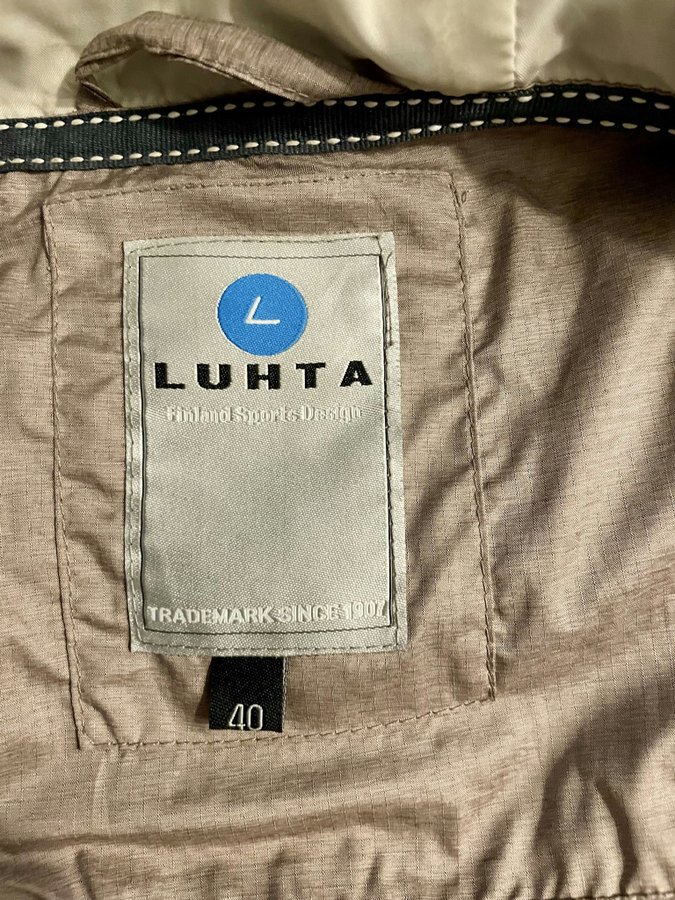 LUHTA
Finland Sports Design
TRADEMARK SINCE 1907
40